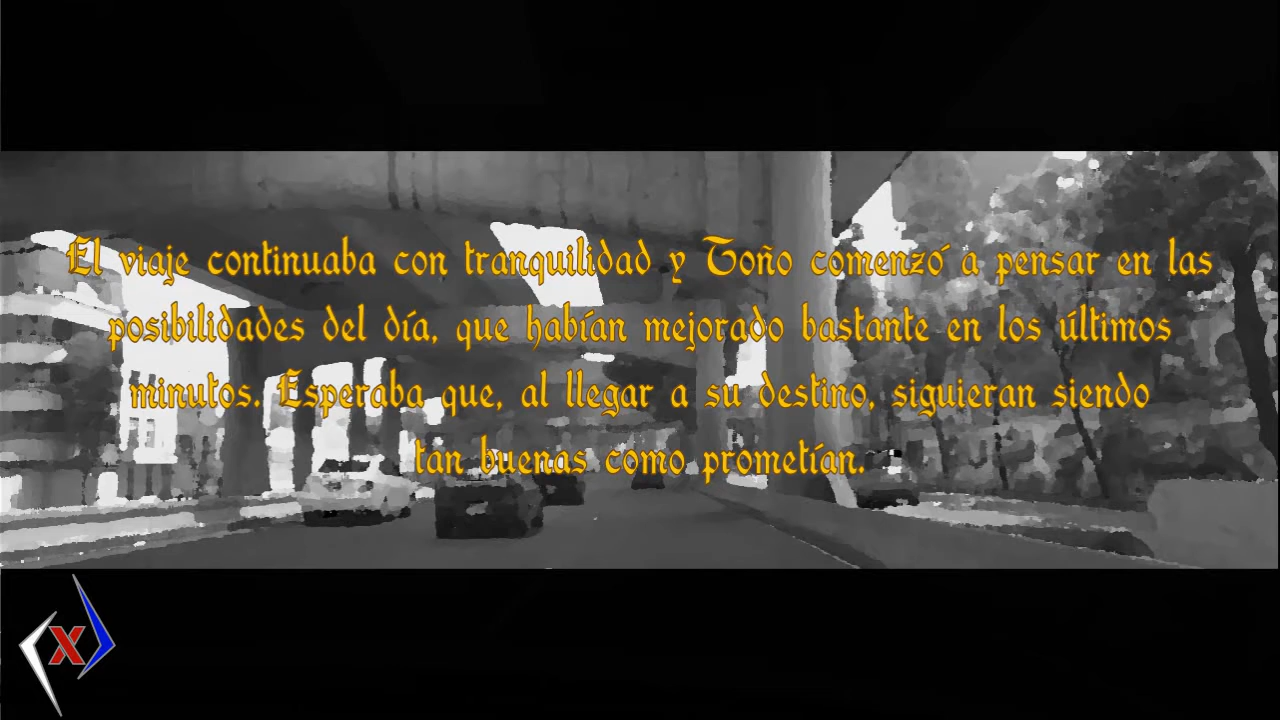 El viaje continuaba con tranquilidad y Toño comenzó a pensar en las
posibilidades del día, que habían mejorado bastante en los últimos
minutos. Esperaba que, al llegar a su destino, siguieran siendo
tan buenas como prometían.
X